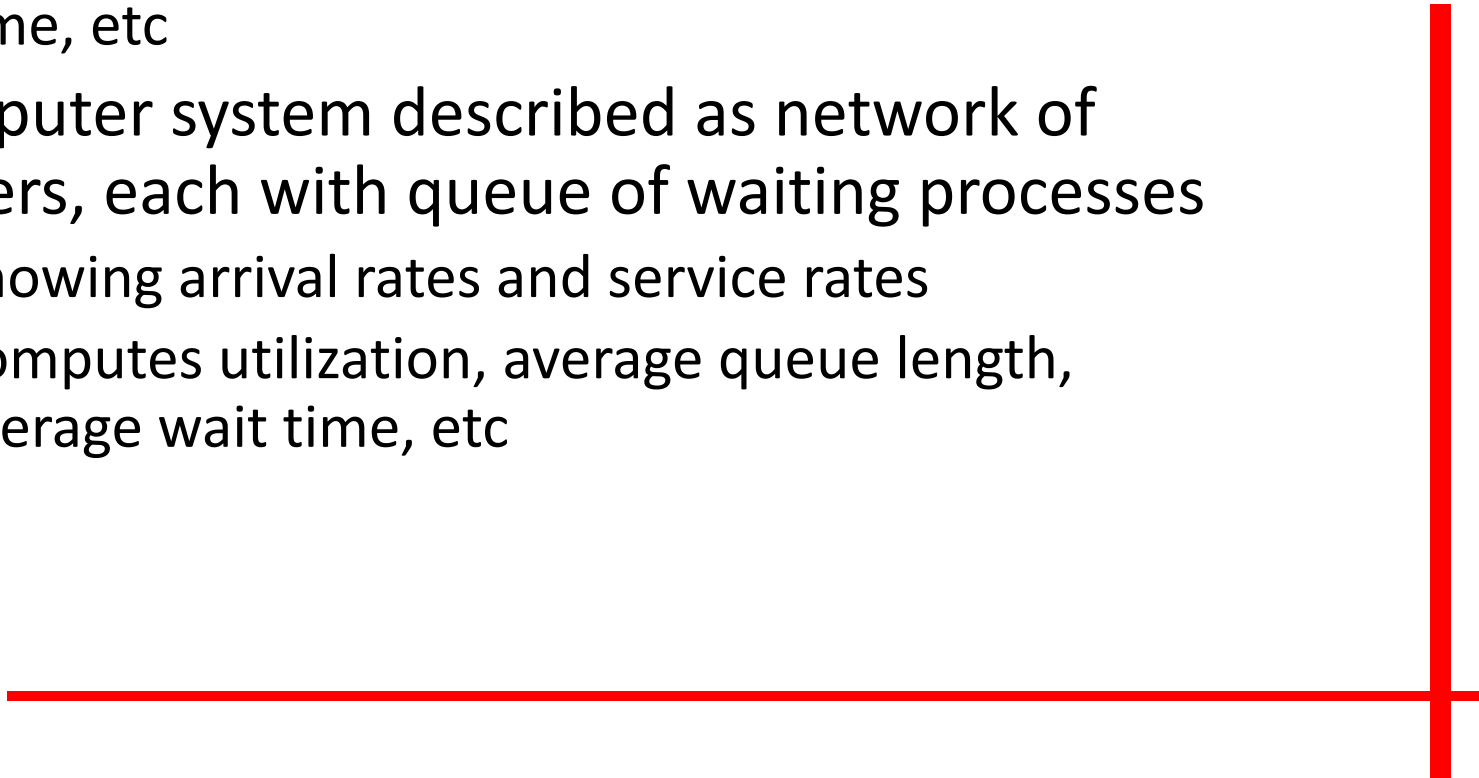 me, etc
puter system described as network of
ers, each with queue of waiting processes
nowing arrival rates and service rates
omputes utilization, average queue length,
erage wait time, etc